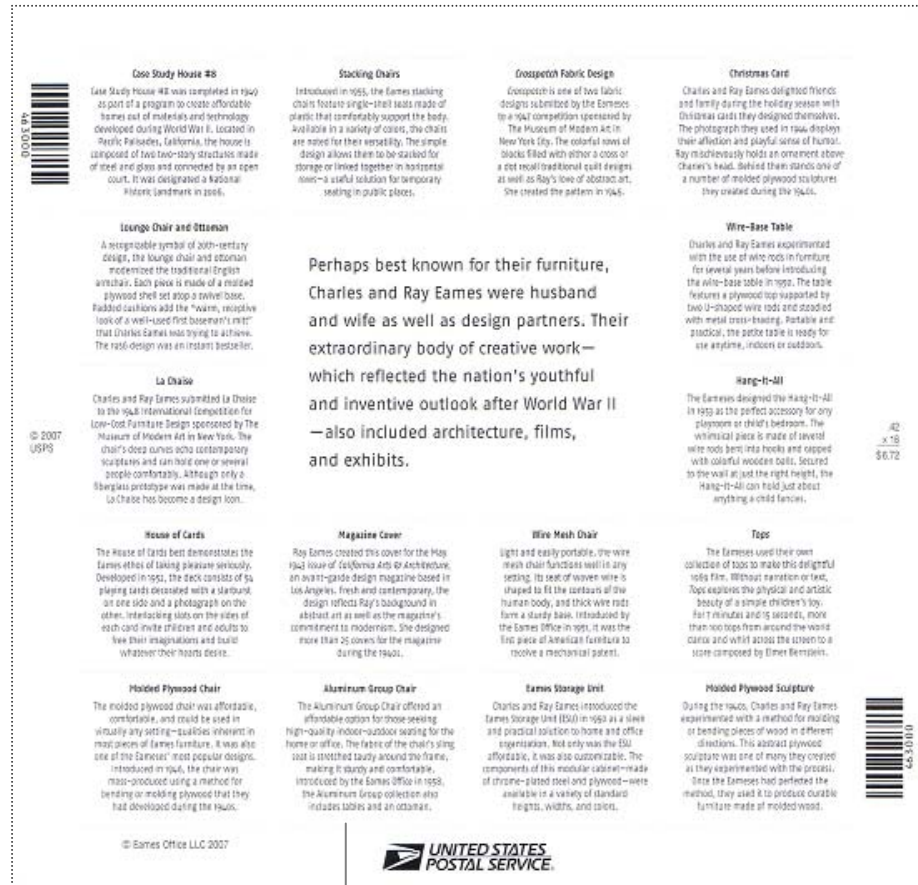 Case Study House #8
Case Study House #8 was completed in 1949
as part of a program to create affordable
homes out of materials and technology
developed during World War II. Located in
Pacific Palisades, California, the house is
composed of two two-story structures made
of steel and glass and connected by an open
court. It was designated a National
Historic Landmark in 2006.
Stacking Chairs
Introduced in 1955, the Eames stacking
chairs feature single-shell seats made of
plastic that comfortably support the body.
Available in a variety of colors, the chairs
are noted for their versatility. The simple
design allows them to be stacked for
storage or linked together in horizontal
rows—a useful solution for temporary
seating in public places.
Crosspatch Fabric Design
Crosspatch is one of two fabric
designs submitted by the Eameses
to a 1947 competition sponsored by
The Museum of Modern Art in
New York City. The colorful rows of
blocks filled with either a cross or
a dot recall traditional quilt designs
as well as Ray's love of abstract art.
She created the pattern in 1945.
Christmas Card
Charles and Ray Eames delighted friends
and family during the holiday season with
Christmas cards they designed themselves.
The photograph they used in 1944 displays
their affection and playful sense of humor.
Ray mischievously holds an ornament above
Charles's head. Behind them stands one of
a number of molded plywood sculptures
they created during the 1940s.
463000
Lounge Chair and Ottoman
A recognizable symbol of 20th-century
design, the lounge chair and ottoman
modernized the traditional English
armchair. Each piece is made of a molded
plywood shell set atop a swivel base.
Padded cushions add the "warm, receptive
look of a well-used first baseman's mitt"
that Charles Eames was trying to achieve.
The 1956 design was an instant bestseller.
Perhaps best known for their furniture,
Charles and Ray Eames were husband
and wife as well as design partners. Their
extraordinary body of creative work—
which reflected the nation's youthful
and inventive outlook after World War II
—also included architecture, films,
and exhibits.
Wire-Base Table
Charles and Ray Eames experimented
with the use of wire rods in furniture
for several years before introducing
the wire-base table in 1950. The table
features a plywood top supported by
two U-shaped wire rods and steadied
with metal cross-bracing. Portable and
practical, the petite table is ready for
use anytime, indoors or outdoors.
La Chaise
Charles and Ray Eames submitted La Chaise
to the 1948 International Competition for
Low-Cost Furniture Design sponsored by The
Museum of Modern Art in New York. The
chair's deep curves echo contemporary
sculptures and can hold one or several
people comfortably. Although only a
fiberglass prototype was made at the time,
La Chaise has become a design icon.
Hang-It-All
The Eameses designed the Hang-It-All
in 1953 as the perfect accessory for any
playroom or child's bedroom. The
whimsical piece is made of several
wire rods bent into hooks and capped
with colorful wooden balls. Secured
to the wall at just the right height, the
Hang-It-All can hold just about
anything a child fancies.
© 2007
USPS
.42
x 16
$6.72
House of Cards
The House of Cards best demonstrates the
Eames ethos of taking pleasure seriously.
Developed in 1952, the deck consists of 54
playing cards decorated with a starburst
on one side and a photograph on the
other. Interlocking slots on the sides of
each card invite children and adults to
free their imaginations and build
whatever their hearts desire.
Magazine Cover
Ray Eames created this cover for the May
1943 issue of California Arts & Architecture,
an avant-garde design magazine based in
Los Angeles. Fresh and contemporary, the
design reflects Ray's background in
abstract art as well as the magazine's
commitment to modernism. She designed
more than 25 covers for the magazine
during the 1940s.
Wire Mesh Chair
Light and easily portable, the wire
mesh chair functions well in any
setting. Its seat of woven wire is
shaped to fit the contours of the
human body, and thick wire rods
form a sturdy base. Introduced by
the Eames Office in 1951, it was the
first piece of American furniture to
receive a mechanical patent.
Tops
The Eameses used their own
collection of tops to make this delightful
1969 film. Without narration or text,
Tops explores the physical and artistic
beauty of a simple children's toy.
For 7 minutes and 15 seconds, more
than 100 tops from around the world
dance and whirl across the screen to a
score composed by Elmer Bernstein.
Molded Plywood Chair
The molded plywood chair was affordable,
comfortable, and could be used in
virtually any setting—qualities inherent in
most pieces of Eames furniture. It was also
one of the Eameses' most popular designs.
Introduced in 1946, the chair was
mass-produced using a method for
bending or molding plywood that they
had developed during the 1940s.
Aluminum Group Chair
The Aluminum Group Chair offered an
affordable option for those seeking
high-quality indoor-outdoor seating for the
home or office. The fabric of the chair's sling
seat is stretched tautly around the frame,
making it sturdy and comfortable.
Introduced by the Eames Office in 1958,
the Aluminum Group collection also
includes tables and an ottoman.
Eames Storage Unit
Charles and Ray Eames introduced the
Eames Storage Unit (ESU) in 1950 as a sleek
and practical solution to home and office
organization. Not only was the ESU
affordable, it was also customizable. The
components of this modular cabinet—made
of chrome-plated steel and plywood—were
available in a variety of standard
heights, widths, and colors.
Molded Plywood Sculpture
During the 1940s, Charles and Ray Eames
experimented with a method for molding
or bending pieces of wood in different
directions. This abstract plywood
sculpture was one of many they created
as they experimented with the process.
Once the Eameses had perfected the
method, they used it to produce durable
furniture made of molded wood.
463000
© Eames Office LLC 2007
UNITED STATES
POSTAL SERVICE